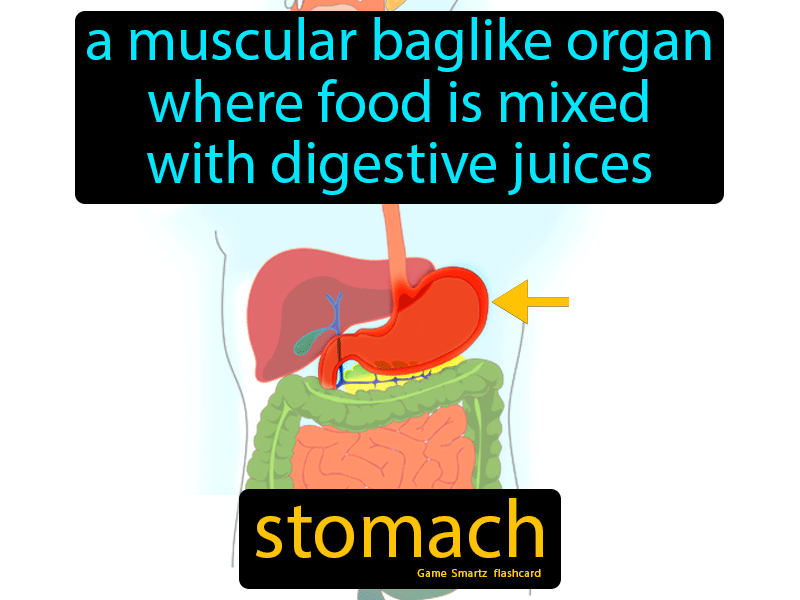 a muscular baglike organ
where food is mixed
with digestive juices
stomach
Game Smartz flashcard